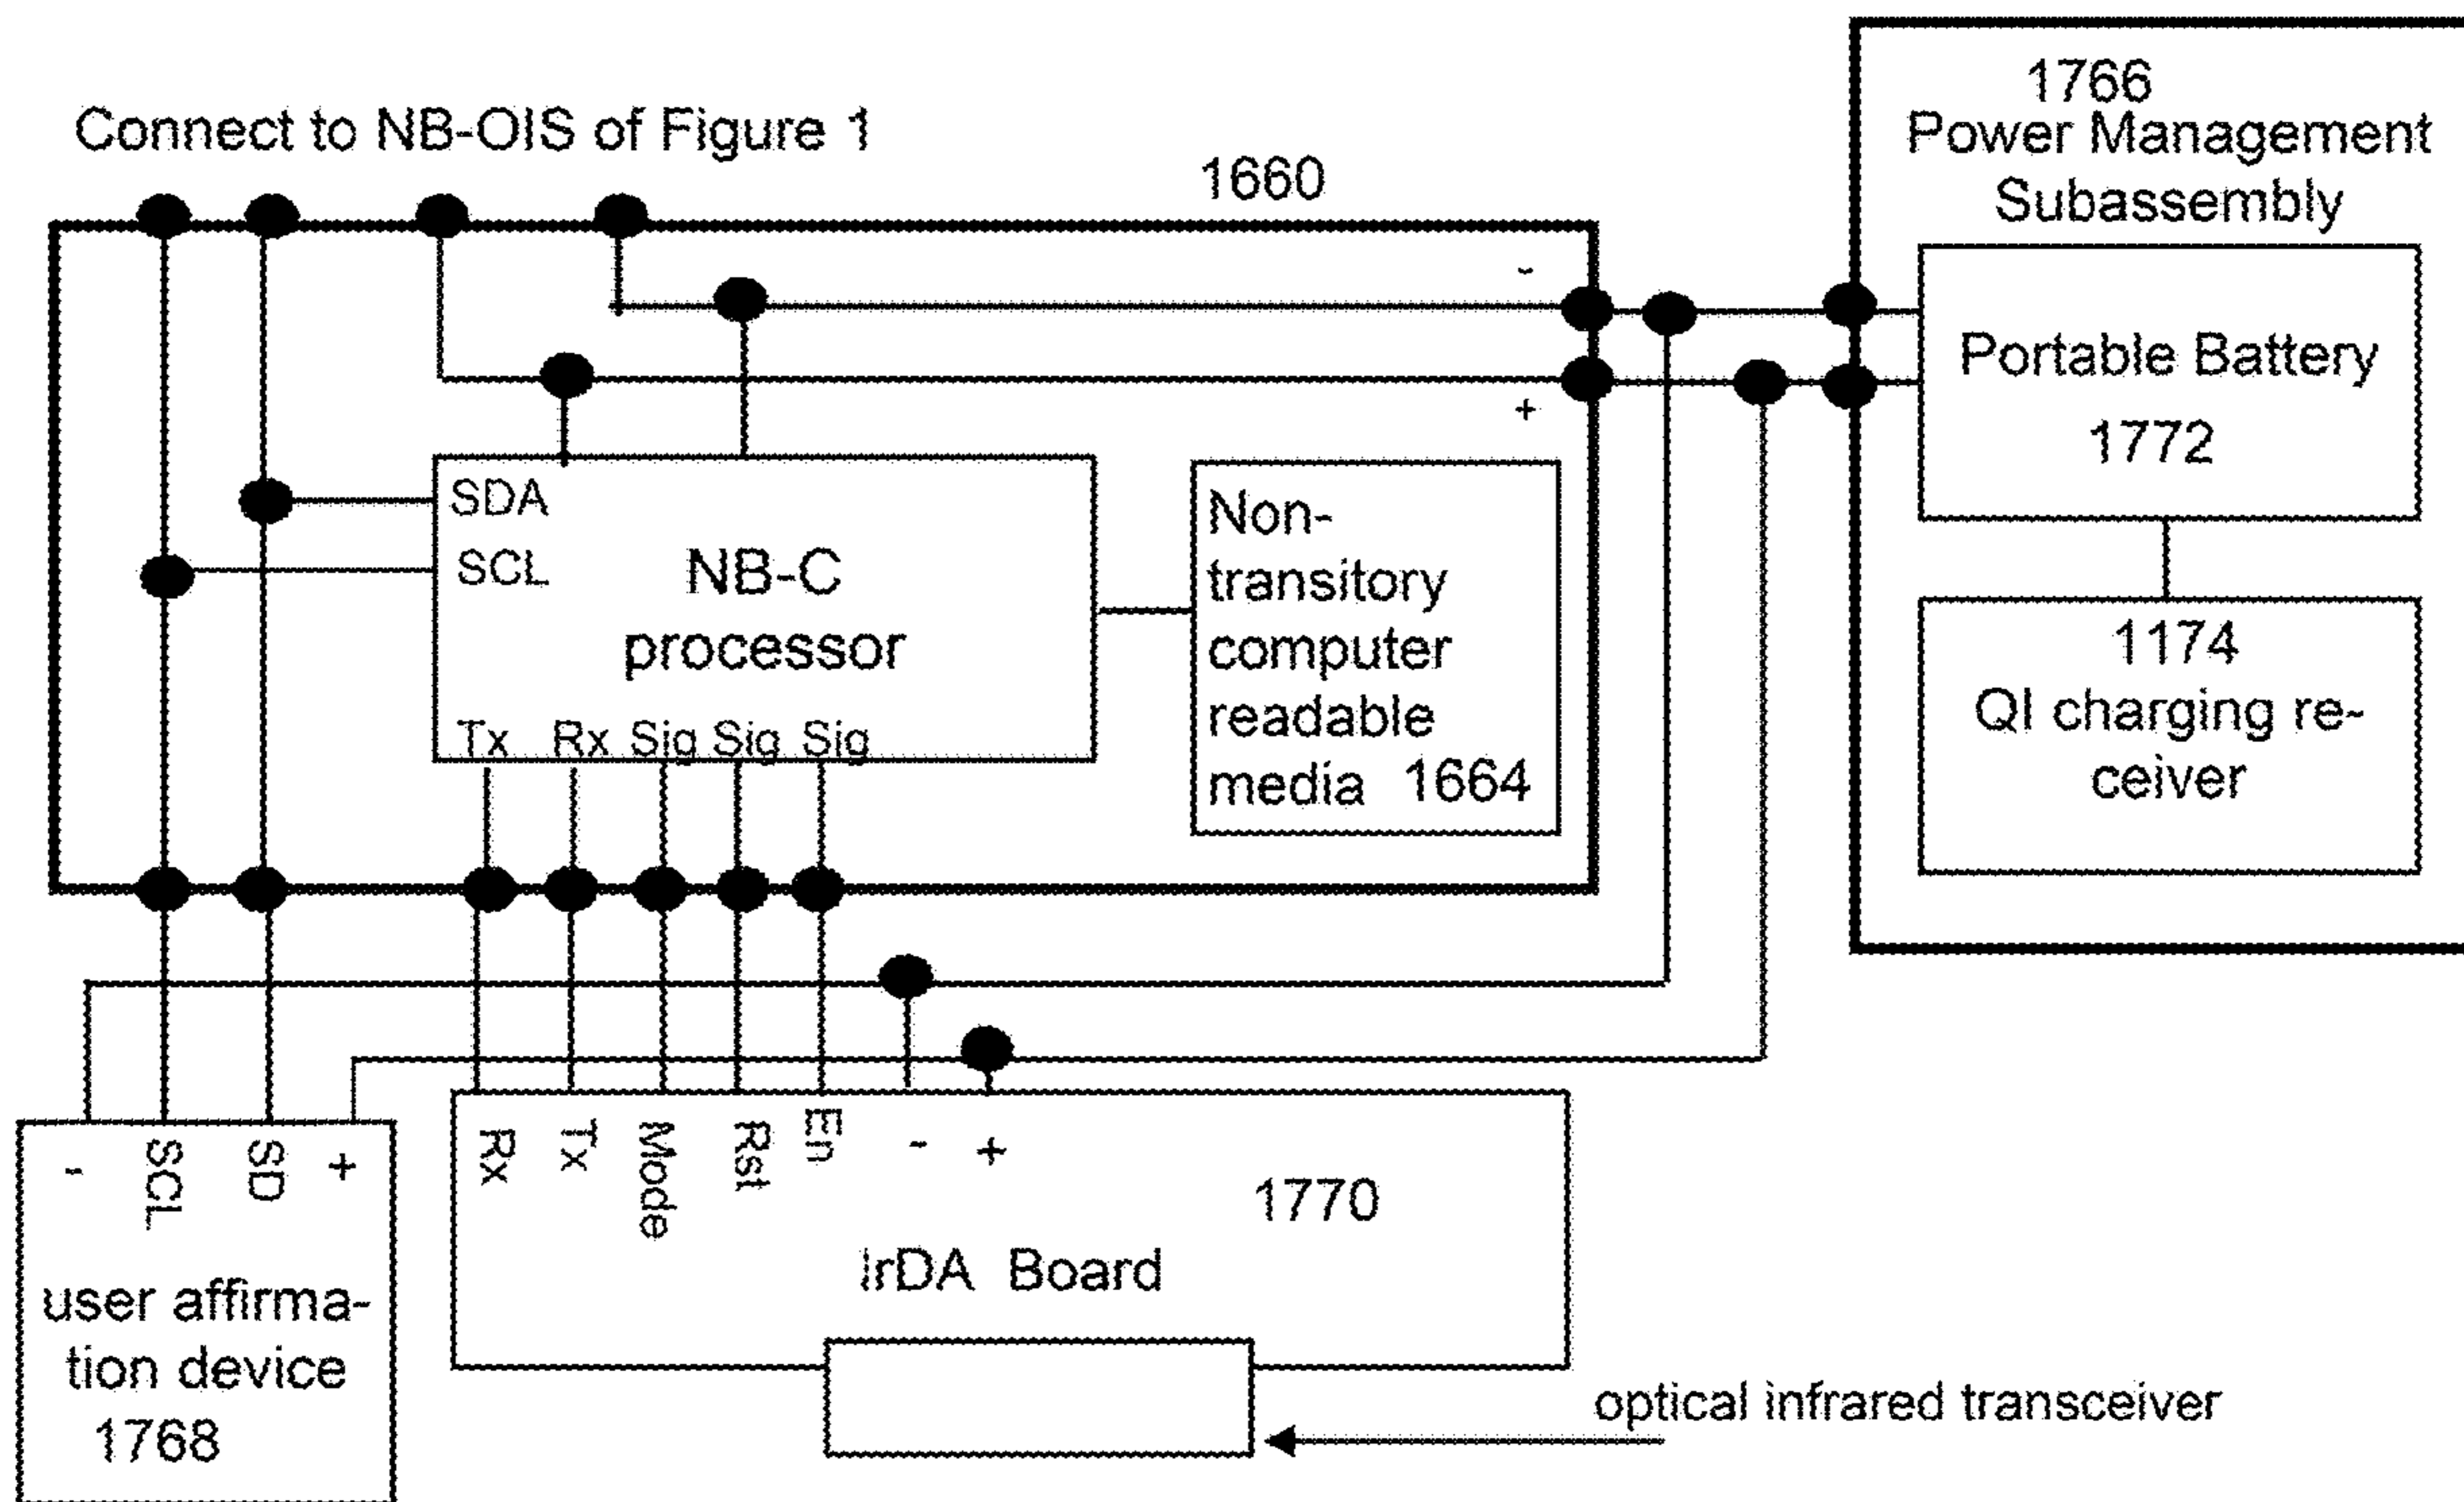 Connect to NB-OIS of Figure 1
1660
-
+
1766
Power Management
Subassembly
Portable Battery
1772
1174
QI charging re-
ceiver
SDA
SCL
NB-C
processor
Tx Rx Sig Sig Sig
Non-
transitory
computer
readable
media 1664
- SCL SD +
user affirma-
tion device
1768
Rx Tx Mode Rst En - +
1770
IrDA Board
optical infrared transceiver